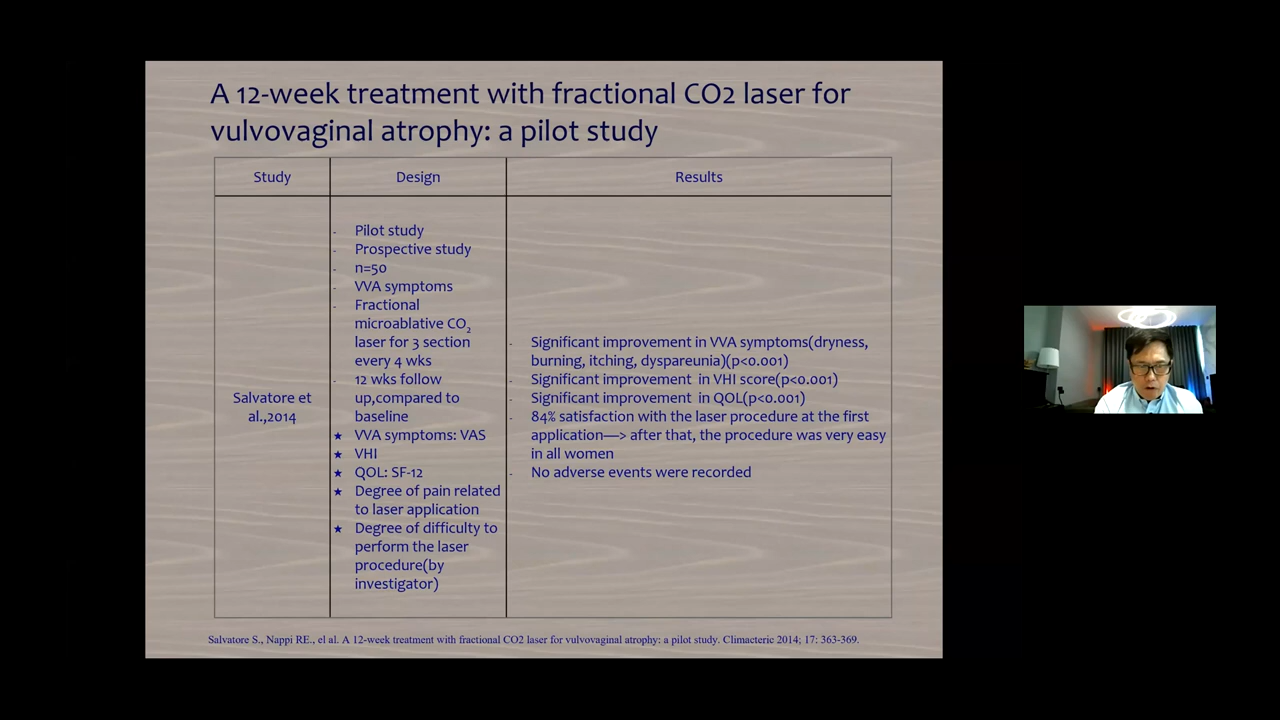 A 12-week treatment with fractional CO2 laser for
vulvovaginal atrophy: a pilot study
Study
Design
Results
Salvatore et
al.,2014
- Pilot study
- Prospective study
- n=50
- VVA symptoms
- Fractional
microablative CO₂
laser for 3 section
every 4 wks
- 12 wks follow
up,compared to
baseline
★ VVA symptoms: VAS
★ VHI
★ QOL: SF-12
★ Degree of pain related
to laser application
★ Degree of difficulty to
perform the laser
procedure(by
investigator)
- Significant improvement in VVA symptoms(dryness,
burning, itching, dyspareunia)(p<0.001)
- Significant improvement in VHI score(p<0.001)
- Significant improvement in QOL(p<0.001)
- 84% satisfaction with the laser procedure at the first
application—> after that, the procedure was very easy
in all women
- No adverse events were recorded
Salvatore S., Nappi RE., el al. A 12-week treatment with fractional CO2 laser for vulvovaginal atrophy: a pilot study. Climacteric 2014; 17: 363-369.